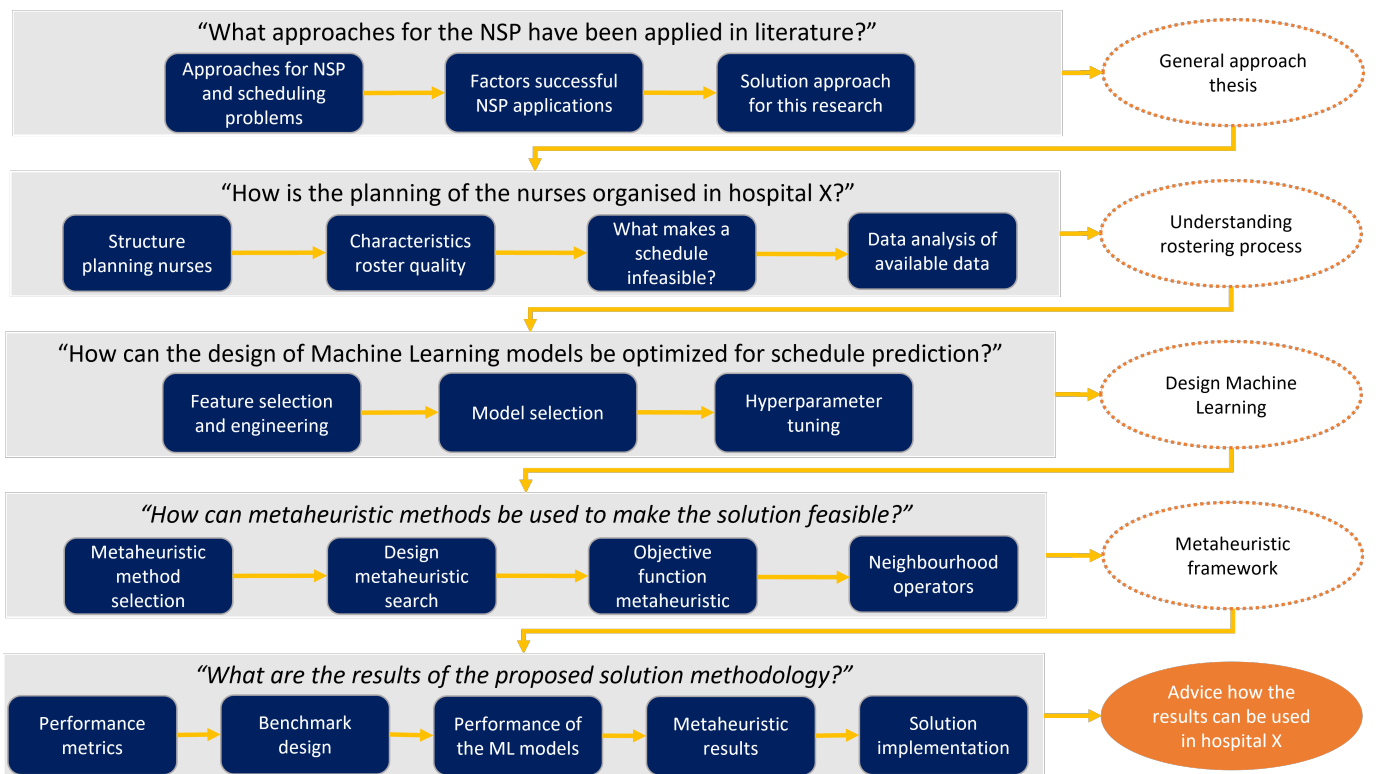 “What approaches for the NSP have been applied in literature?”
Approaches for NSP
and scheduling
problems
Factors successful
NSP applications
Solution approach
for this research
General approach
thesis
“How is the planning of the nurses organised in hospital X?”
Structure
planning nurses
Characteristics
roster quality
What makes a
schedule
infeasible?
Data analysis of
available data
Understanding
rostering process
“How can the design of Machine Learning models be optimized for schedule prediction?”
Feature selection
and engineering
Model selection
Hyperparameter
tuning
Design Machine
Learning
“How can metaheuristic methods be used to make the solution feasible?”
Metaheuristic
method
selection
Design
metaheuristic
search
Objective
function
metaheuristic
Neighbourhood
operators
Metaheuristic
framework
“What are the results of the proposed solution methodology?”
Performance
metrics
Benchmark
design
Performance of
the ML models
Metaheuristic
results
Solution
implementation
Advice how the
results can be used
in hospital X